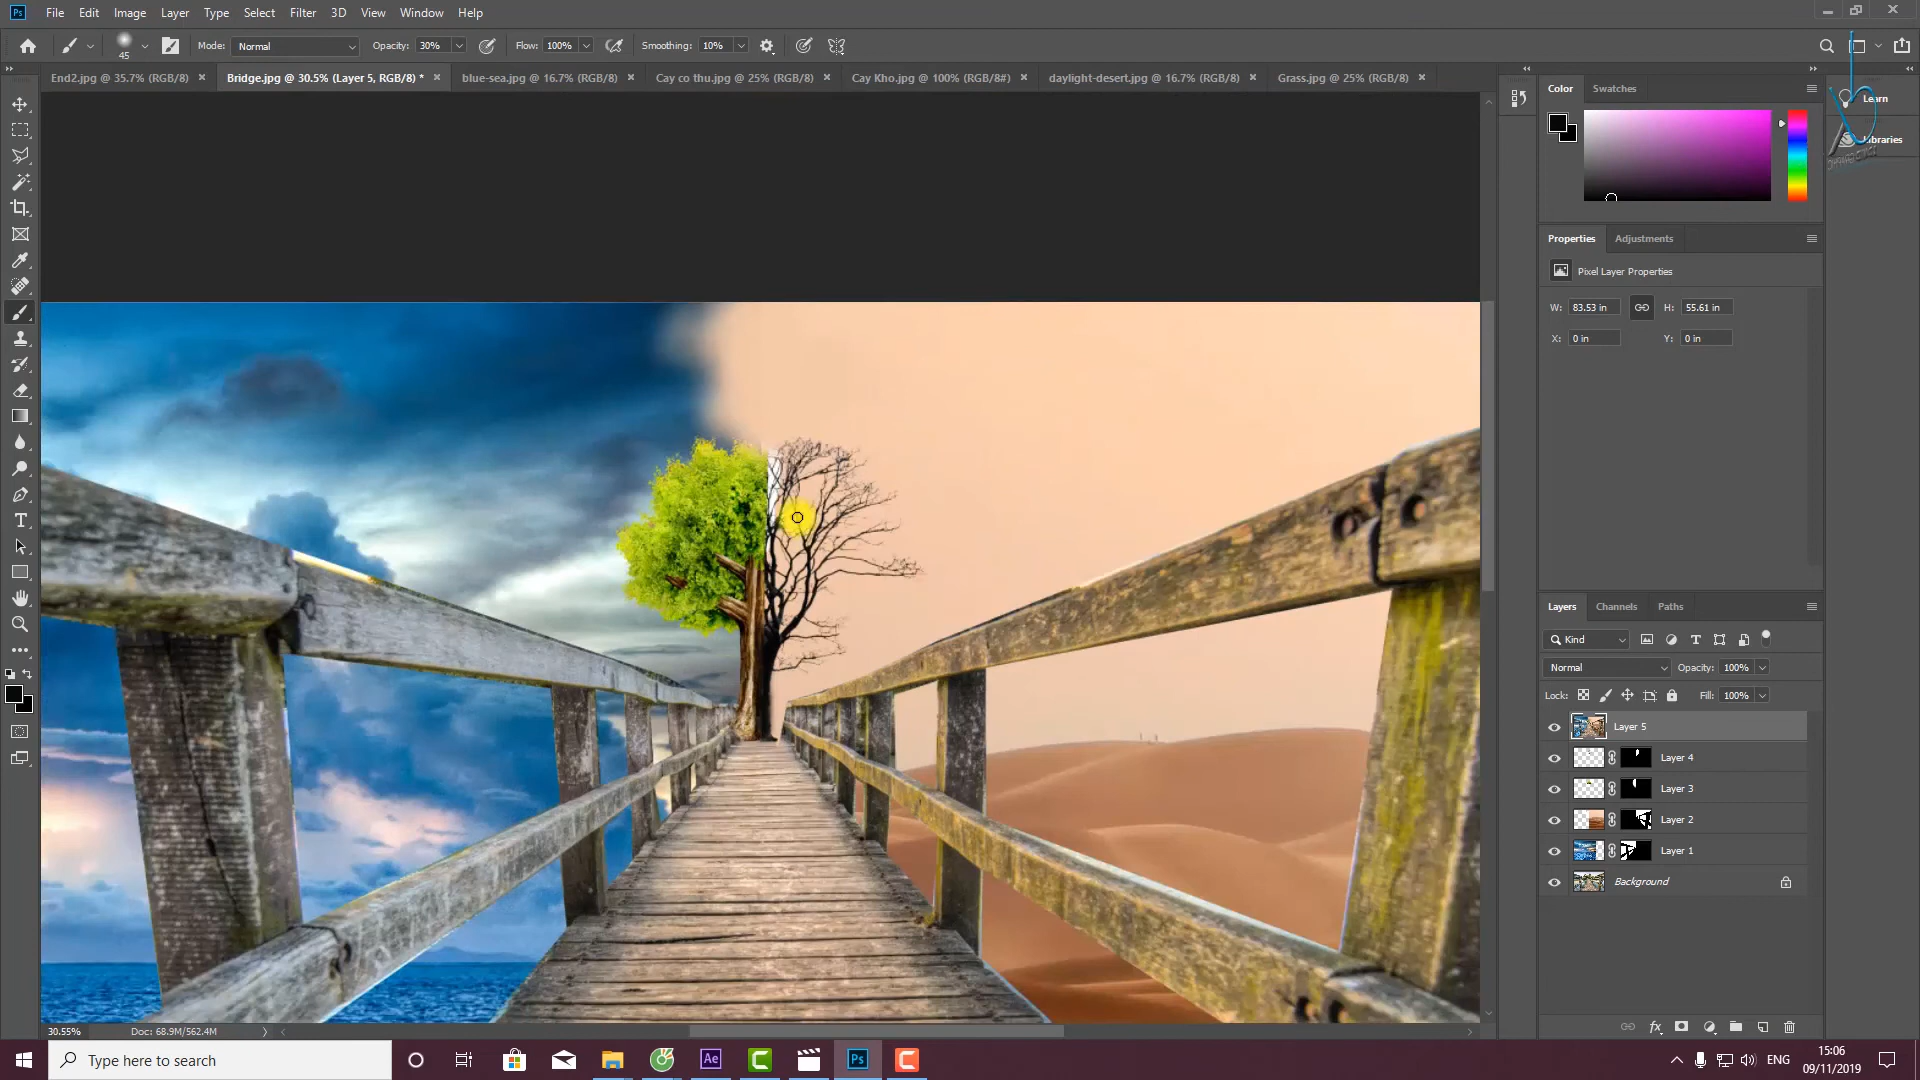 Ps File Edit Image Layer Type Select Filter 3D View Window Help
45 Mode: Normal Opacity: 30% Flow: 100% Smoothing: 10%
End2.jpg @ 35.7% (RGB/8) Bridge.jpg @ 30.5% (Layer 5, RGB/8) * blue-sea.jpg @ 16.7% (RGB/8) Cay co thu.jpg @ 25% (RGB/8) Cay Kho.jpg @ 100% (RGB/8#) daylight-desert.jpg @ 16.7% (RGB/8) Grass.jpg @ 25% (RGB/8)
Color Swatches
Learn
Libraries
Properties Adjustments
Pixel Layer Properties
W: 83.53 in H: 55.61 in
X: 0 in Y: 0 in
Layers Channels Paths
Kind
Normal Opacity: 100%
Lock: Fill: 100%
Layer 5
Layer 4
Layer 3
Layer 2
Layer 1
Background
30.55% Doc: 68.9M/562.4M
Type here to search
Ae Ps
ENG
15:06
09/11/2019